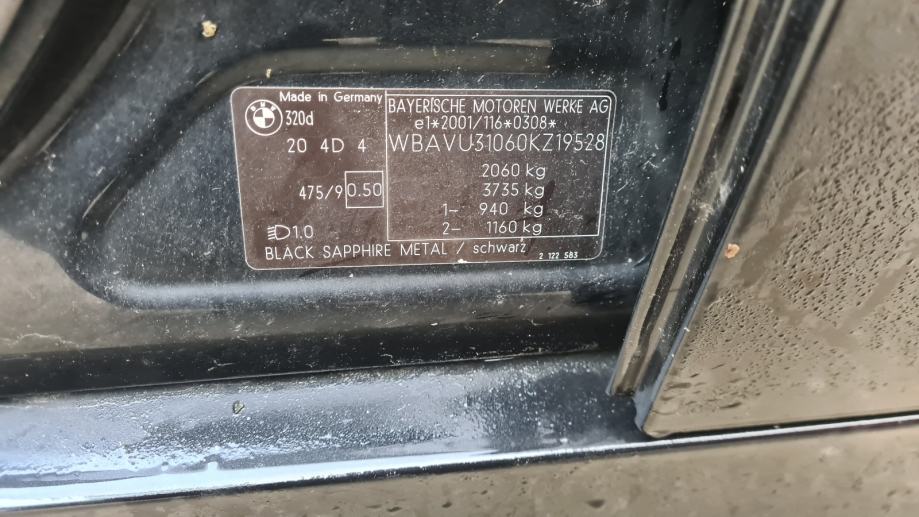 Made in Germany
BMW
320d
20 4D 4
475/9 0.50
1.0
BAYERISCHE MOTOREN WERKE AG
e1*2001/116*0308*
WBAVU31060KZ19528
2060 kg
3735 kg
1– 940 kg
2– 1160 kg
BLACK SAPPHIRE METAL / schwarz
2 122 583